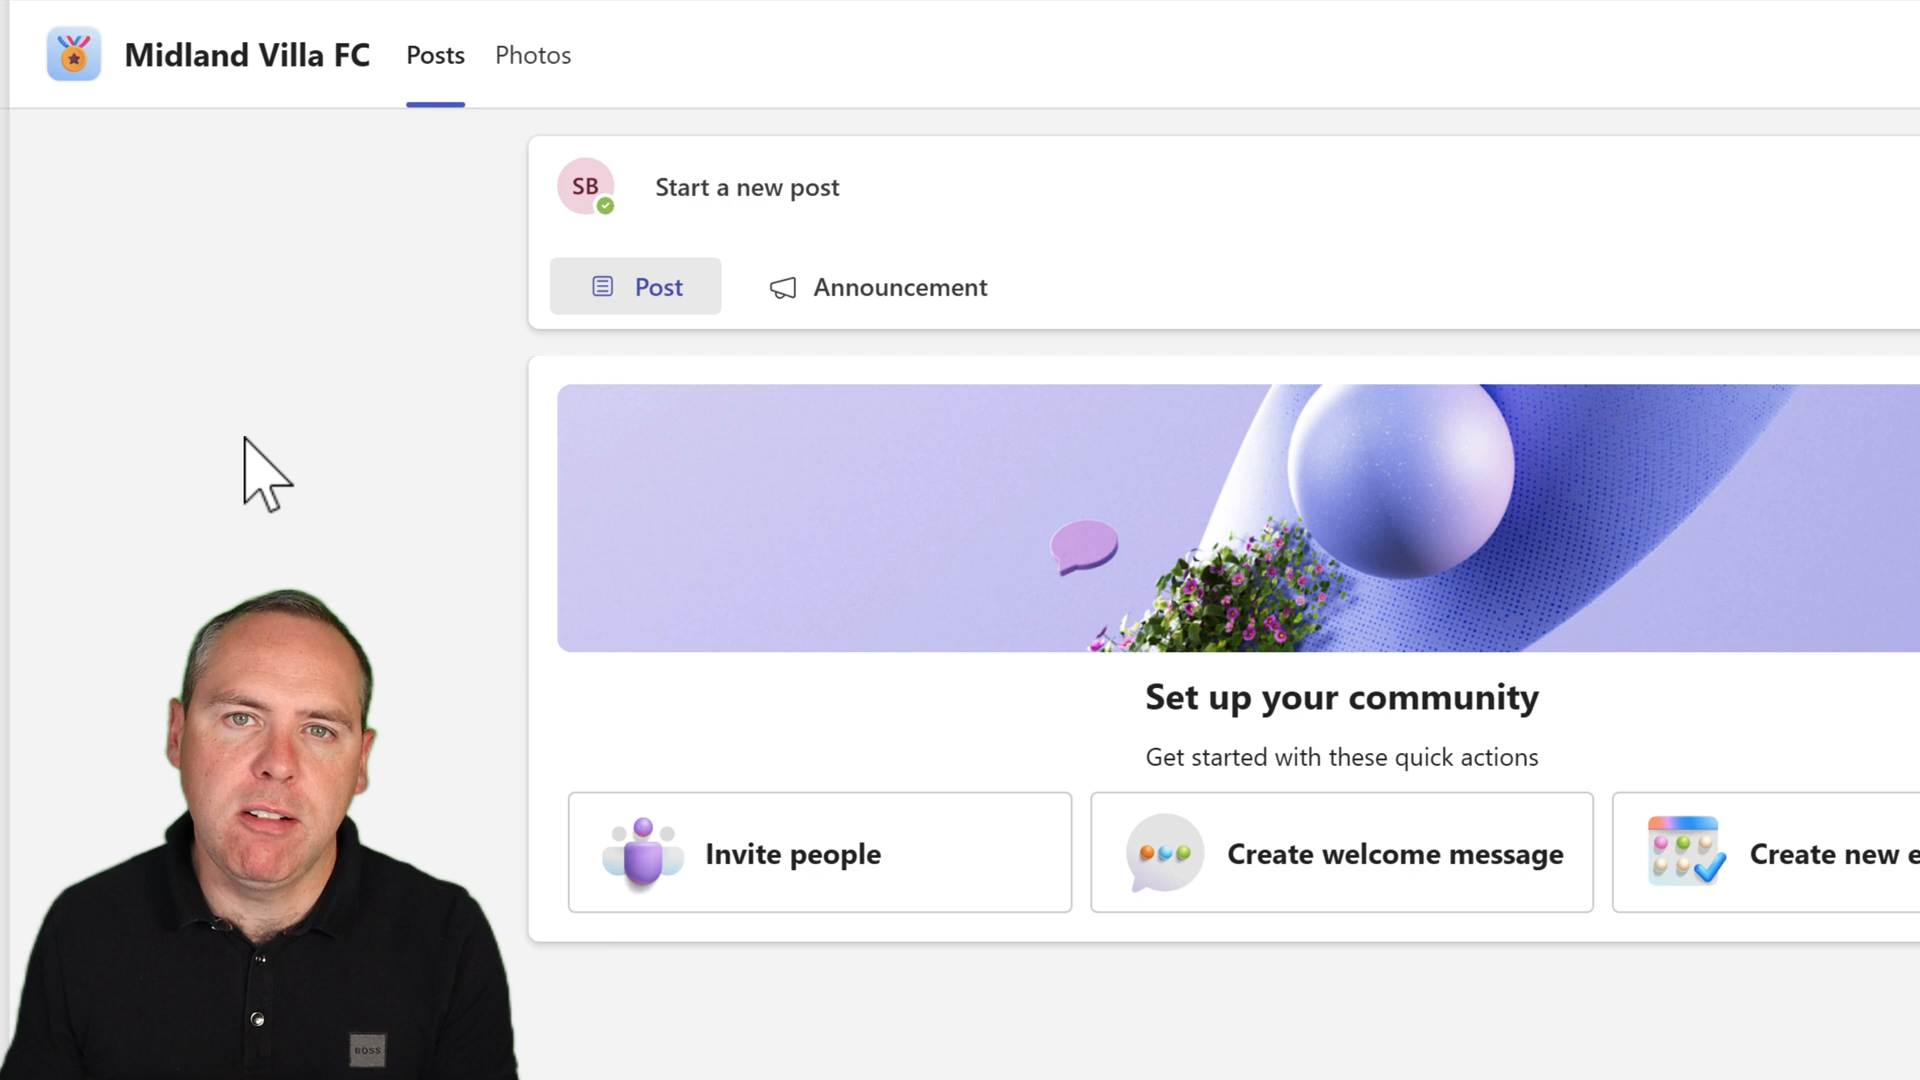 Midland Villa FC Posts Photos
SB Start a new post
Post Announcement
Set up your community
Get started with these quick actions
Invite people Create welcome message Create new e
BOSS